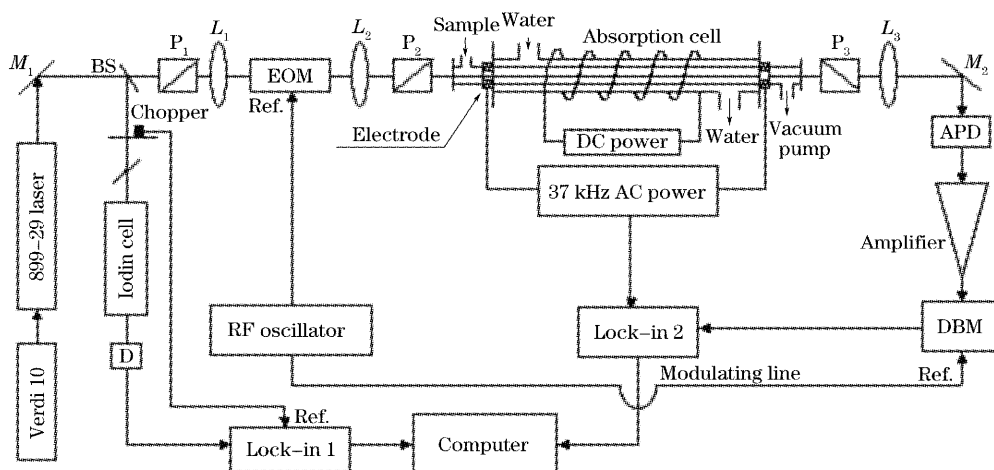 Sample Water
P1 L1 L2 P2 Absorption cell P3 L3
M1 BS EOM M2
Ref.
Chopper
Electrode Water Vacuum
pump
DC power APD
37 kHz AC power
899-29 laser
Iodin cell
Amplifier
RF oscillator Lock-in 2 DBM
D
Modulating line Ref.
Verdi 10
Ref.
Lock-in 1 Computer